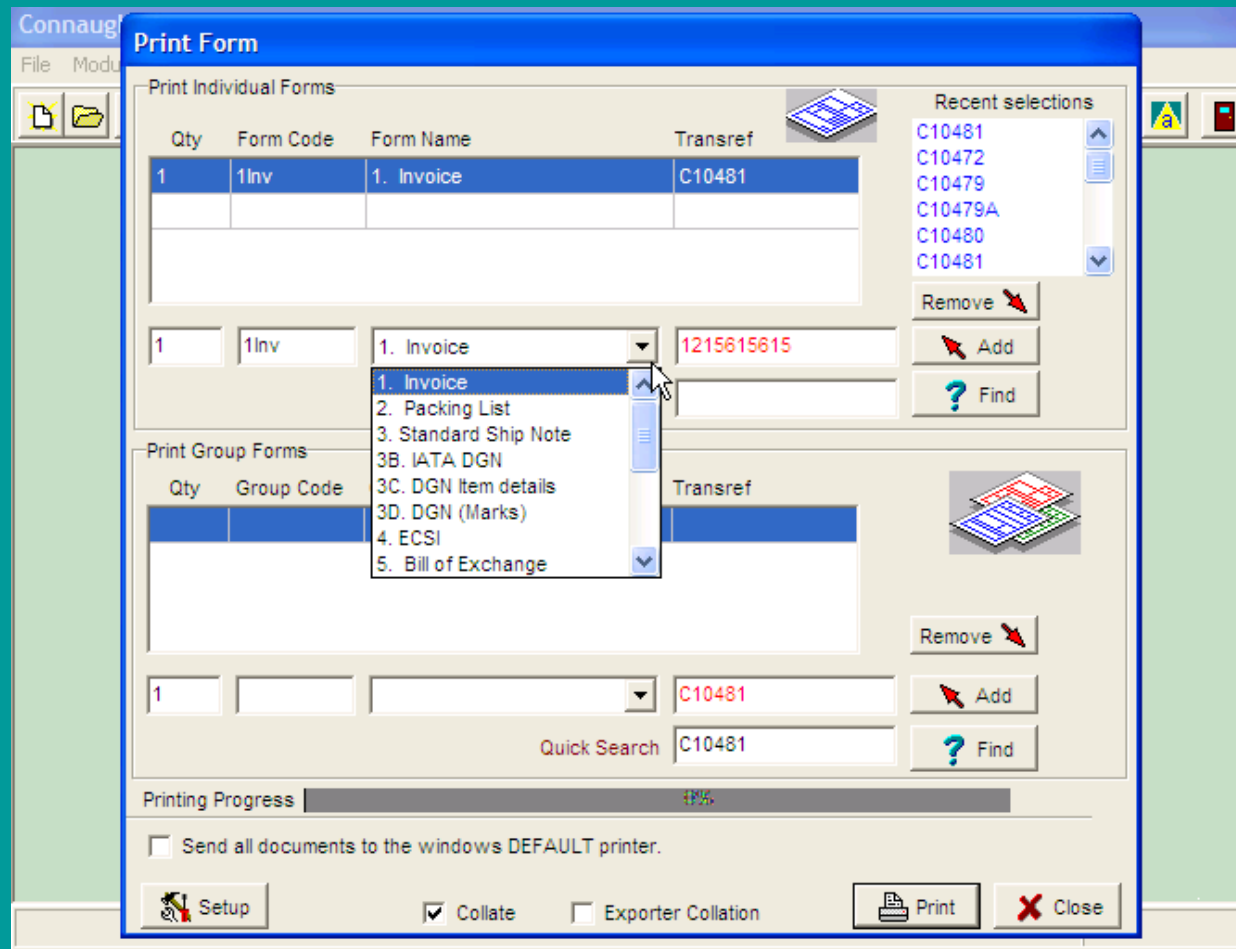 Connaug
Print Form
File Modu
Print Individual Forms
Recent selections
Qty Form Code Form Name Transref
C10481
C10472
C10479
C10479A
C10480
C10481
1 1Inv 1. Invoice C10481
Remove
1 1Inv 1. Invoice 1215615615 Add
1. Invoice
2. Packing List
3. Standard Ship Note
3B. IATA DGN
3C. DGN Item details
3D. DGN (Marks)
4. ECSI
5. Bill of Exchange
Find
Print Group Forms
Qty Group Code Transref
Remove
1 C10481 Add
Quick Search C10481 Find
Printing Progress 0%
Send all documents to the windows DEFAULT printer.
Setup Collate Exporter Collation Print Close
a